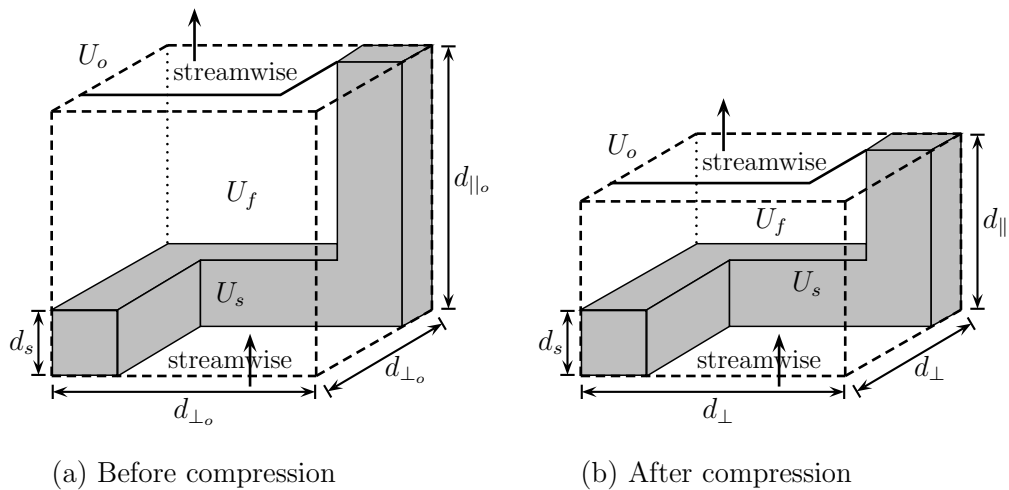 U_o
streamwise
U_f
d_{||_o}
U_s
d_s
streamwise
d_{⊥_o}
d_{⊥_o}
(a) Before compression
U_o
streamwise
U_f
d_∥
U_s
d_s
streamwise
d_⊥
d_⊥
(b) After compression